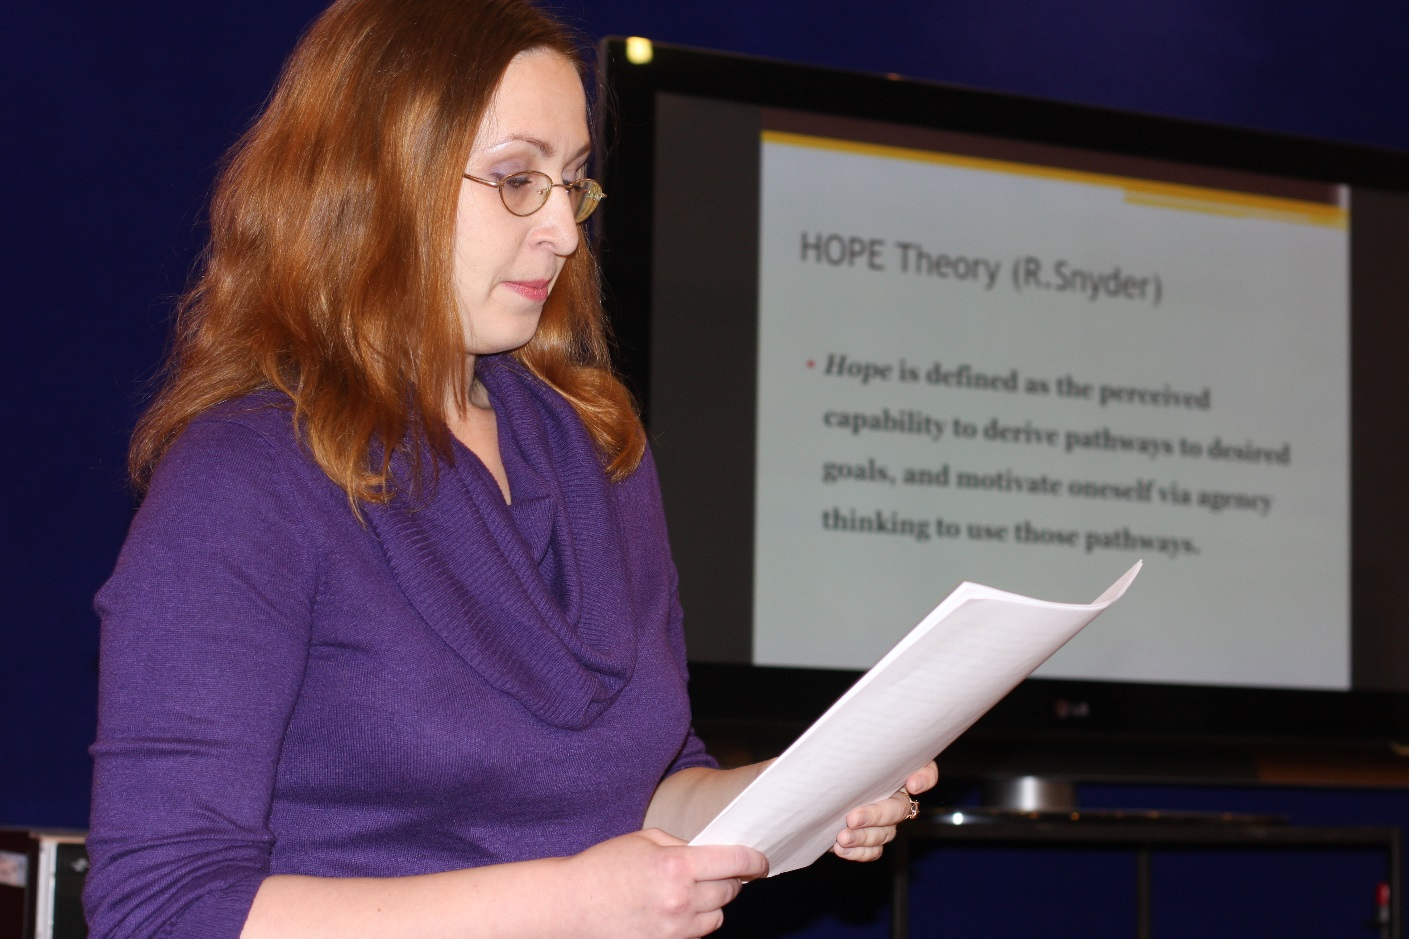 HOPE Theory (R.Snyder)
• Hope is defined as the perceived
capability to derive pathways to desired
goals, and motivate oneself via agency
thinking to use those pathways.
LG